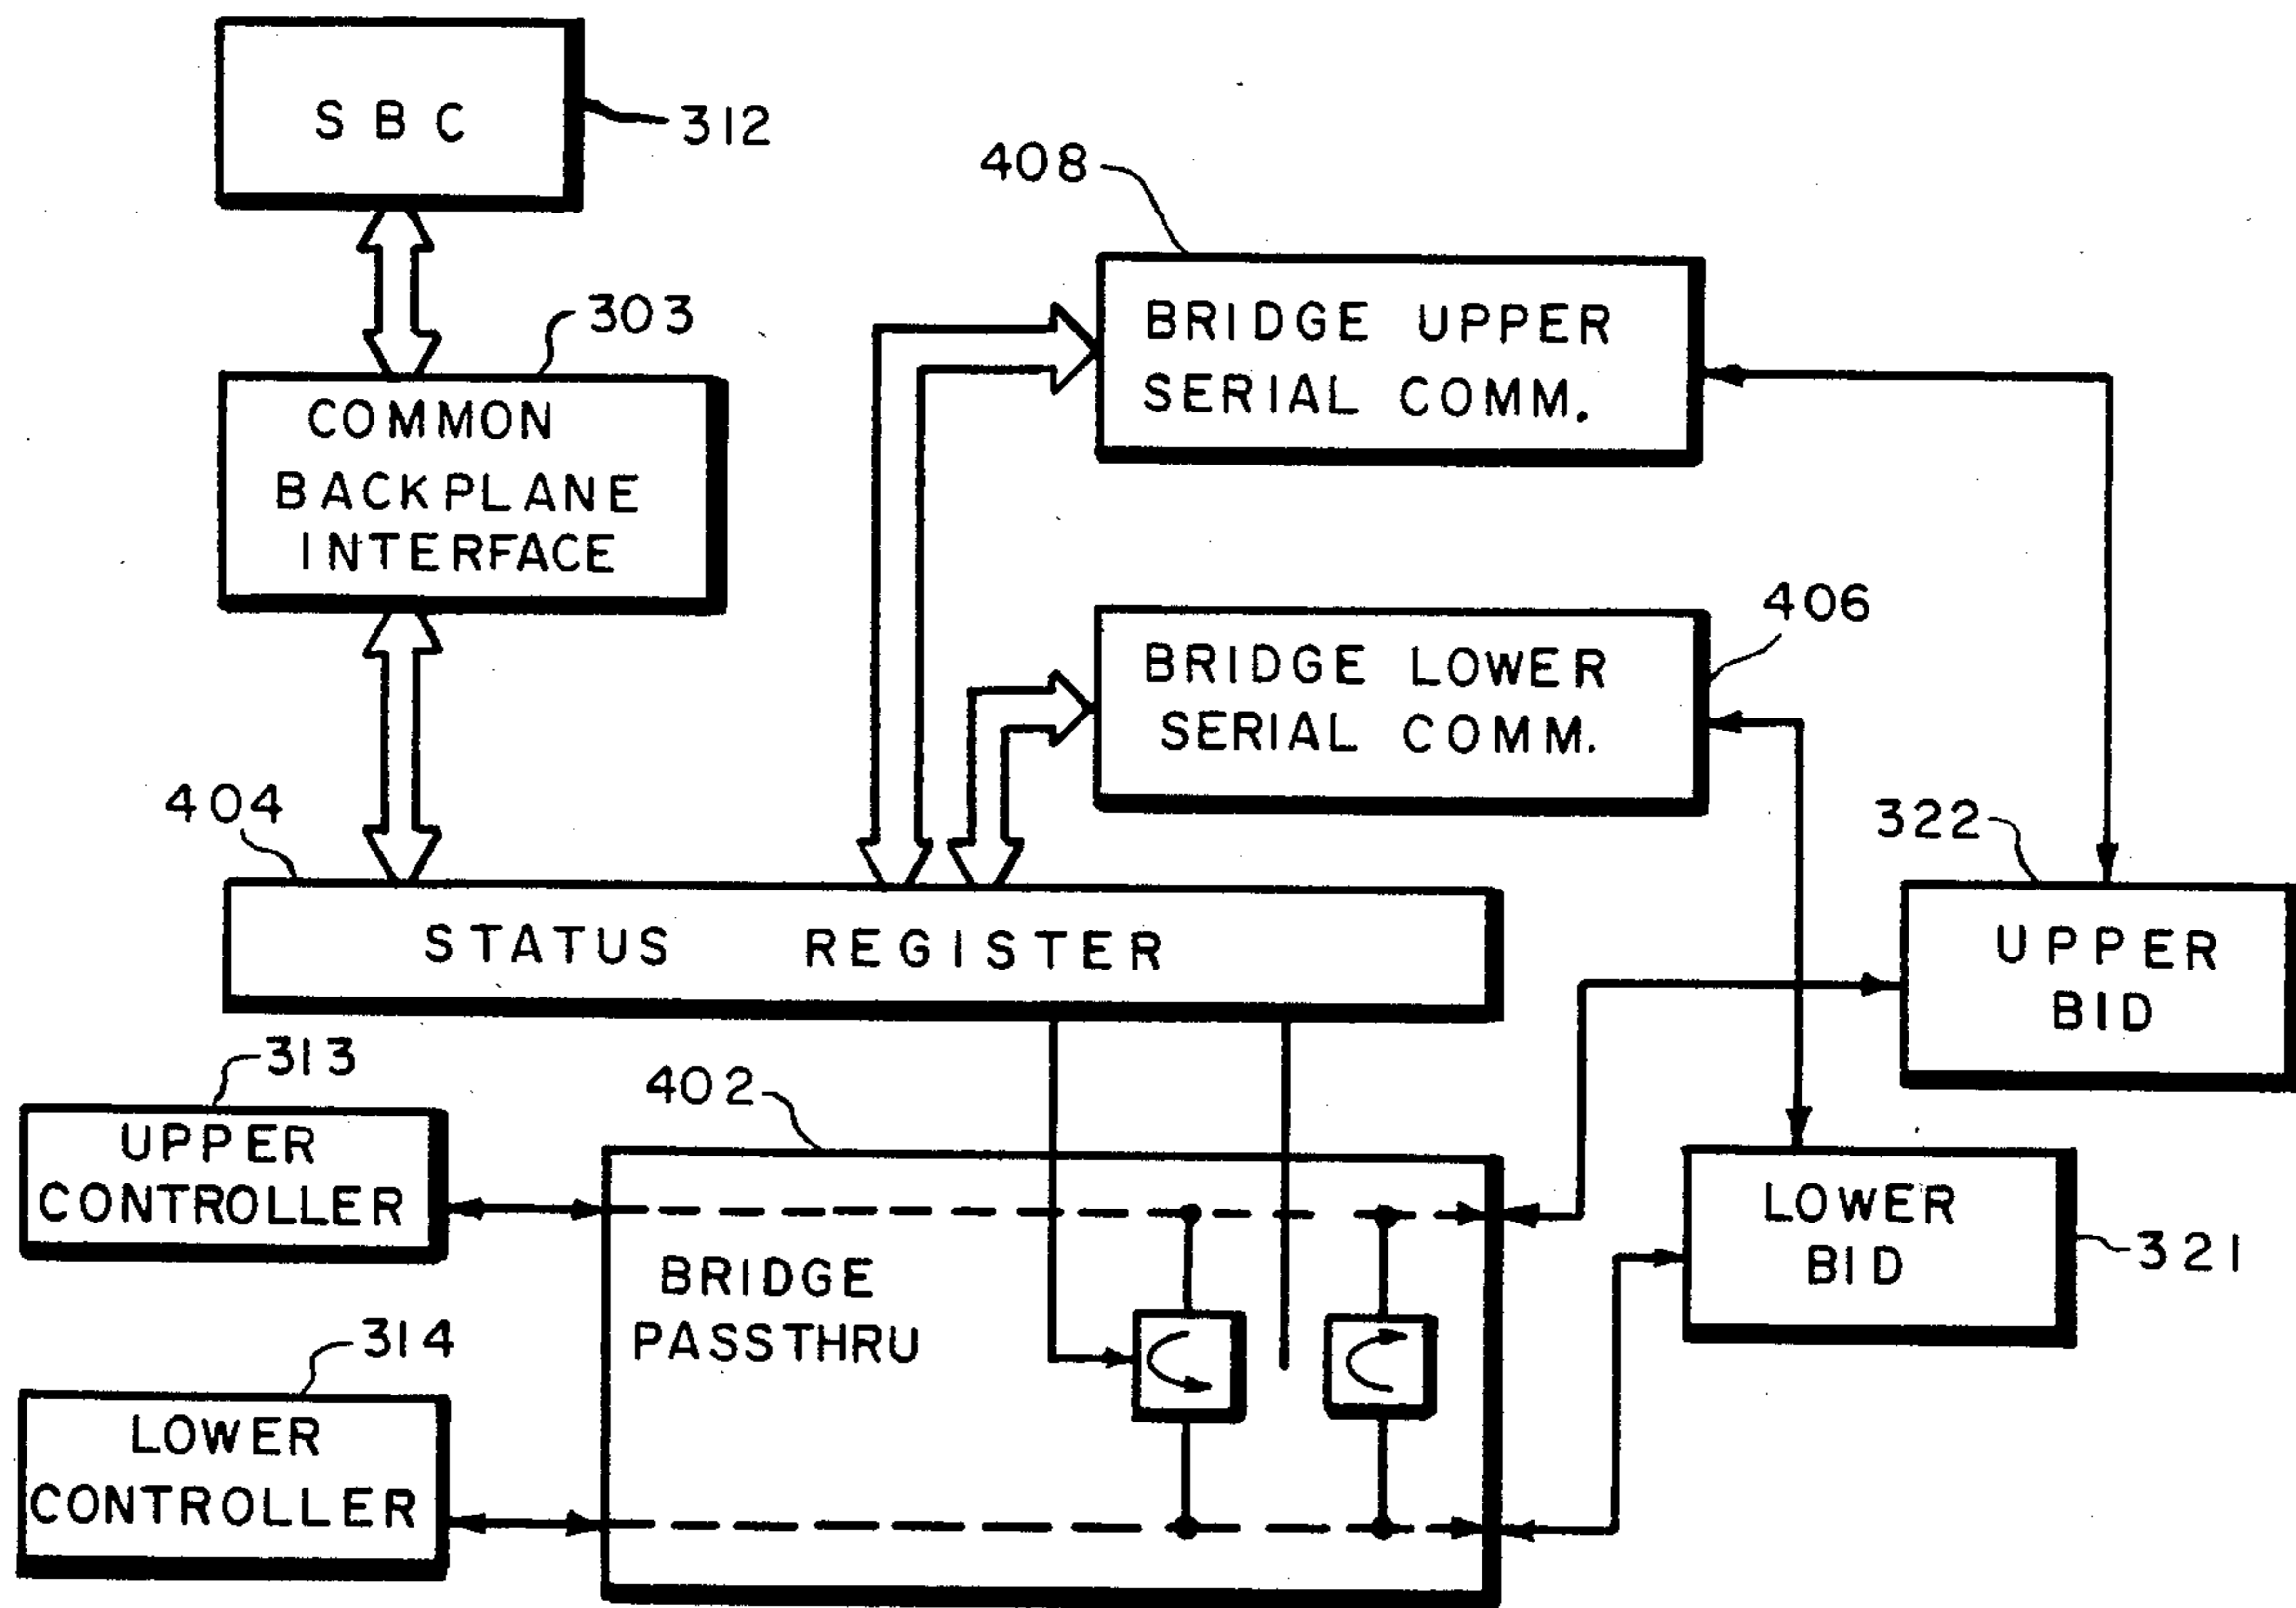 SBC
312
408
303
BRIDGE UPPER
SERIAL COMM.
COMMON
BACKPLANE
INTERFACE
406
BRIDGE LOWER
SERIAL COMM.
404
322
STATUS REGISTER
UPPER
BID
313
402
UPPER
CONTROLLER
LOWER
BID
321
BRIDGE
PASSTHRU
314
LOWER
CONTROLLER